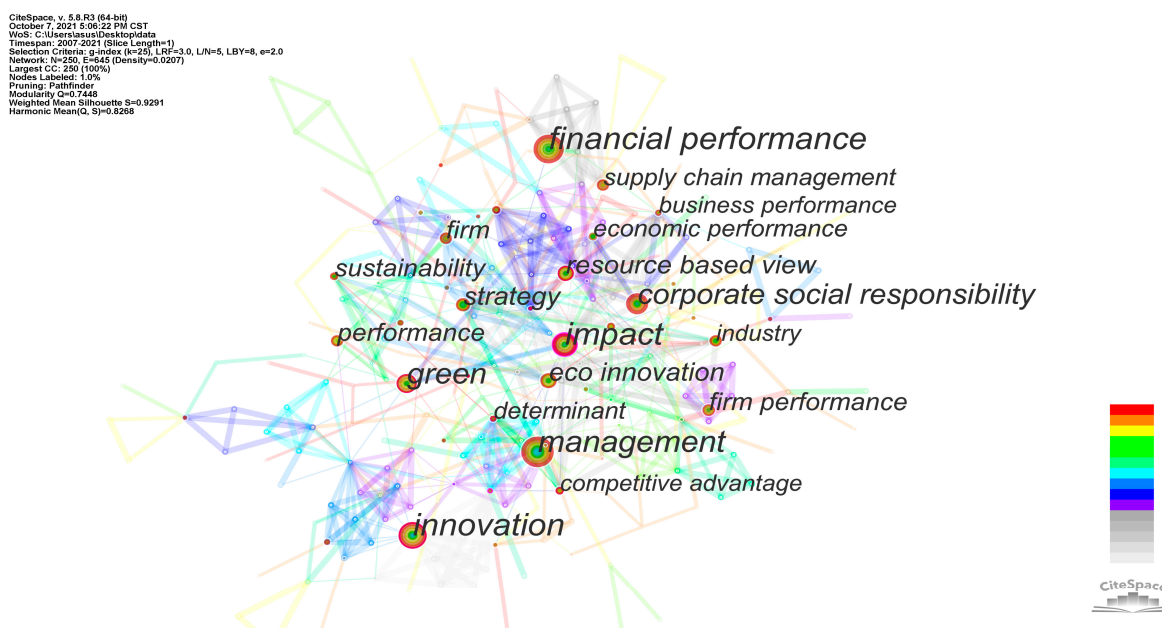 CiteSpace, v. 5.8.R3 (64-bit)
October 7, 2021 5:06:22 PM CST
WoS: C:\Users\asus\Desktop\data
Timespan: 2007-2021 (Slice Length=1)
Selection Criteria: g-index (k=25), LRF=3.0, L/N=5, LBY=8, e=2.0
Network: N=250, E=645 (Density=0.0207)
Largest CC: 250 (100%)
Nodes Labeled: 1.0%
Pruning: Pathfinder
Modularity Q=0.7448
Weighted Mean Silhouette S=0.9291
Harmonic Mean(Q, S)=0.8268
financial performance
supply chain management
business performance
firm
economic performance
sustainability
resource based view
strategy
corporate social responsibility
performance
impact
industry
green
eco innovation
firm performance
determinant
management
competitive advantage
innovation
CiteSpac